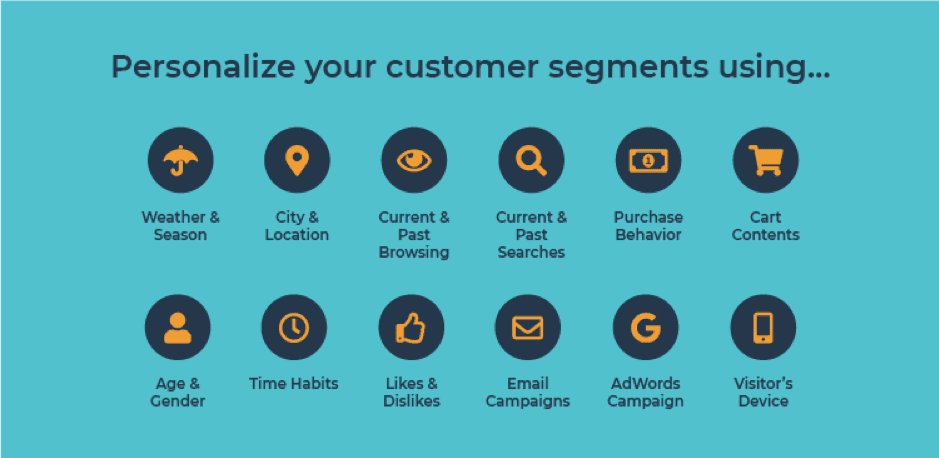 Personalize your customer segments using...
Weather &
Season
City &
Location
Current &
Past
Browsing
Current &
Past
Searches
Purchase
Behavior
Cart
Contents
Age &
Gender
Time Habits
Likes &
Dislikes
Email
Campaigns
AdWords
Campaign
Visitor's
Device